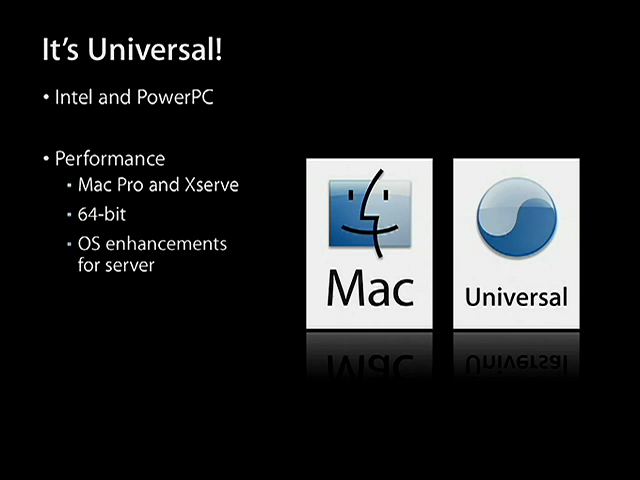 It's Universal!
• Intel and PowerPC
• Performance
▪ Mac Pro and Xserve
▪ 64-bit
▪ OS enhancements
for server
Mac
Universal